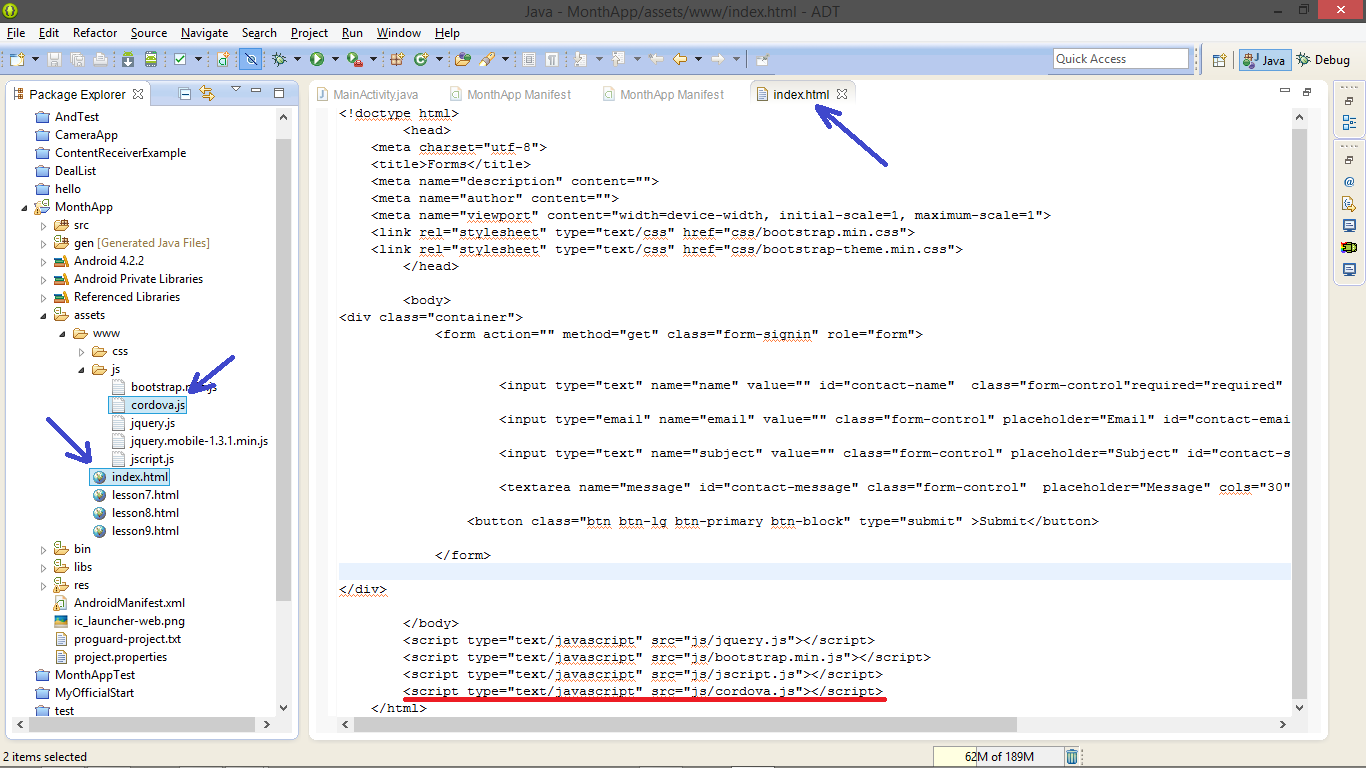 Java - MonthApp/assets/www/index.html - ADT
File Edit Refactor Source Navigate Search Project Run Window Help
Quick Access
Java
Debug
Package Explorer
AndTest
CameraApp
ContentReceiverExample
DealList
hello
MonthApp
src
gen [Generated Java Files]
Android 4.2.2
Android Private Libraries
Referenced Libraries
assets
www
css
js
cordova.js
jquery.js
jquery.mobile-1.3.1.min.js
jscript.js
index.html
lesson7.html
lesson8.html
lesson9.html
bin
libs
res
AndroidManifest.xml
ic_launcher-web.png
proguard-project.txt
project.properties
MonthAppTest
MyOfficialStart
test
MainActivity.java
MonthApp Manifest
MonthApp Manifest
index.html
<!doctype html>
<head>
<meta charset="utf-8">
<title>Forms</title>
<meta name="description" content="">
<meta name="author" content="">
<meta name="viewport" content="width=device-width, initial-scale=1, maximum-scale=1">
<link rel="stylesheet" type="text/css" href="css/bootstrap.min.css">
<link rel="stylesheet" type="text/css" href="css/bootstrap-theme.min.css">
</head>
<body>
<div class="container">
<form action="" method="get" class="form-signin" role="form">
<input type="text" name="name" value="" id="contact-name"  class="form-control"required="required"
<input type="email" name="email" value="" class="form-control" placeholder="Email" id="contact-emai
<input type="text" name="subject" value="" class="form-control" placeholder="Subject" id="contact-s
<textarea name="message" id="contact-message" class="form-control"  placeholder="Message" cols="30"
<button class="btn btn-lg btn-primary btn-block" type="submit" >Submit</button>
</form>
</div>
</body>
<script type="text/javascript" src="js/jquery.js"></script>
<script type="text/javascript" src="js/bootstrap.min.js"></script>
<script type="text/javascript" src="js/jscript.js"></script>
<script type="text/javascript" src="js/cordova.js"></script>
</html>
2 items selected
62M of 189M